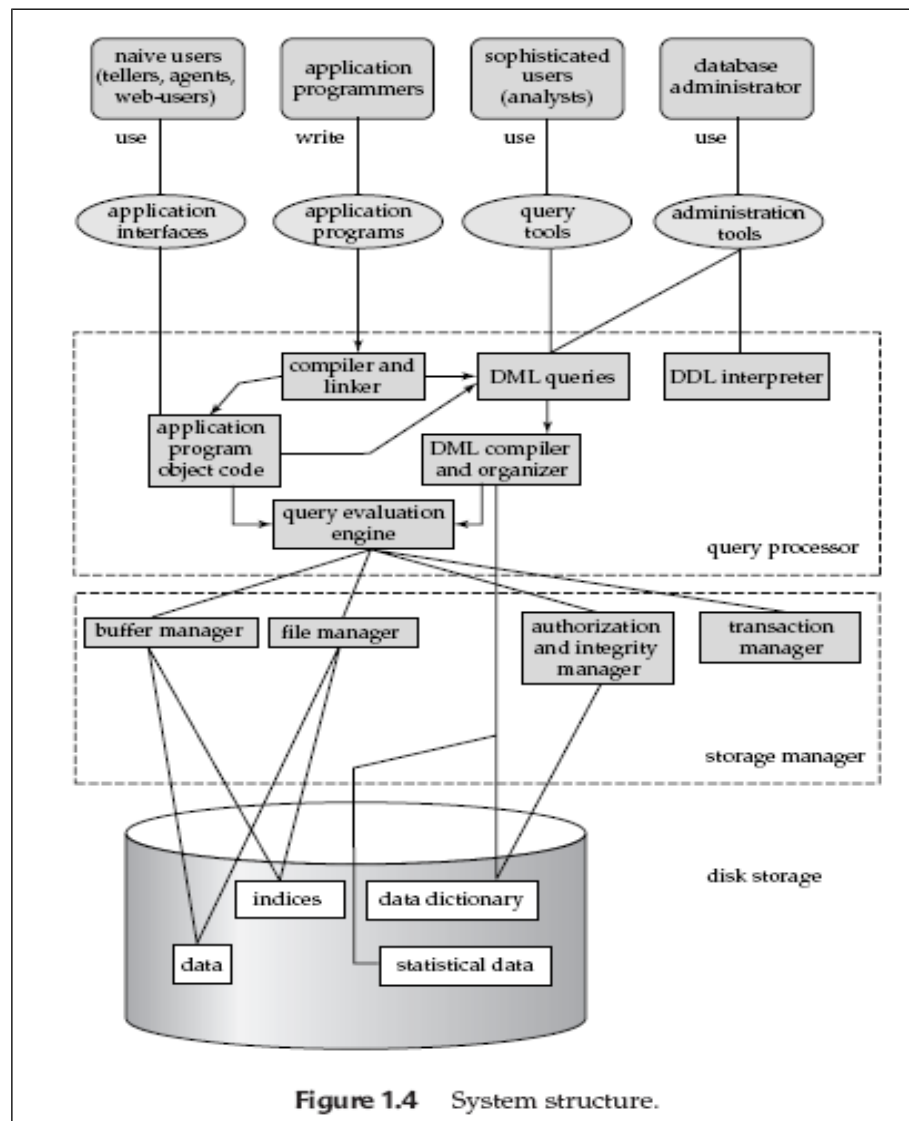 naive users
(tellers, agents,
web-users)
application
programmers
sophisticated
users
(analysts)
database
administrator
use
write
use
use
application
interfaces
application
programs
query
tools
administration
tools
compiler and
linker
DML queries
DDL interpreter
application
program
object code
DML compiler
and organizer
query evaluation
engine
query processor
buffer manager
file manager
authorization
and integrity
manager
transaction
manager
storage manager
disk storage
indices
data dictionary
data
statistical data
Figure 1.4 System structure.